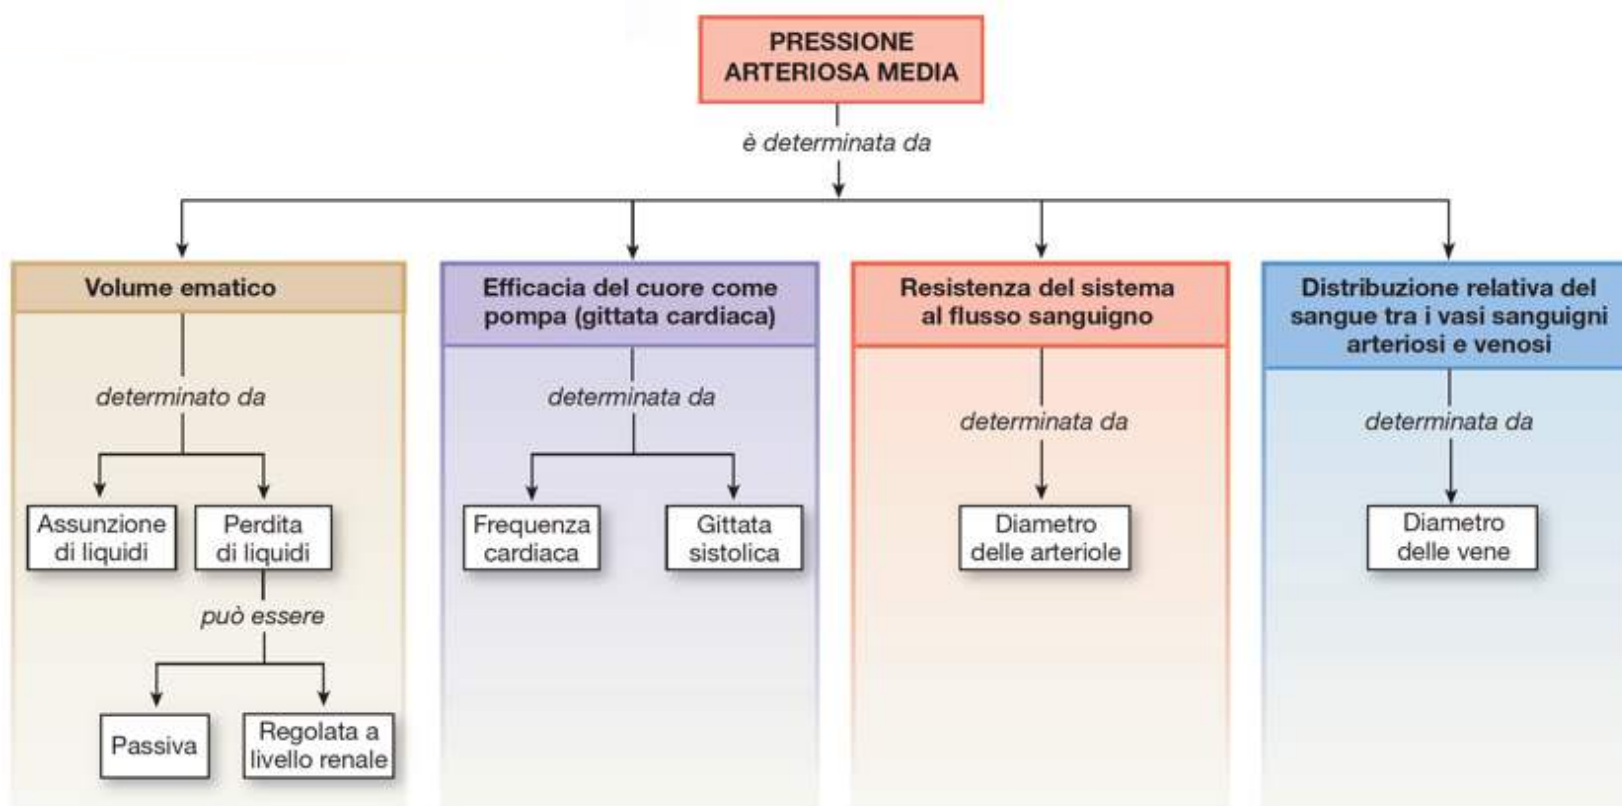 PRESSIONE
ARTERIOSA MEDIA
è determinata da
Volume ematico
determinato da
Assunzione
di liquidi
Perdita
di liquidi
può essere
Passiva
Regolata a
livello renale
Efficacia del cuore come
pompa (gittata cardiaca)
determinata da
Frequenza
cardiaca
Gittata
sistolica
Resistenza del sistema
al flusso sanguigno
determinata da
Diametro
delle arteriole
Distribuzione relativa del
sangue tra i vasi sanguigni
arteriosi e venosi
determinata da
Diametro
delle vene